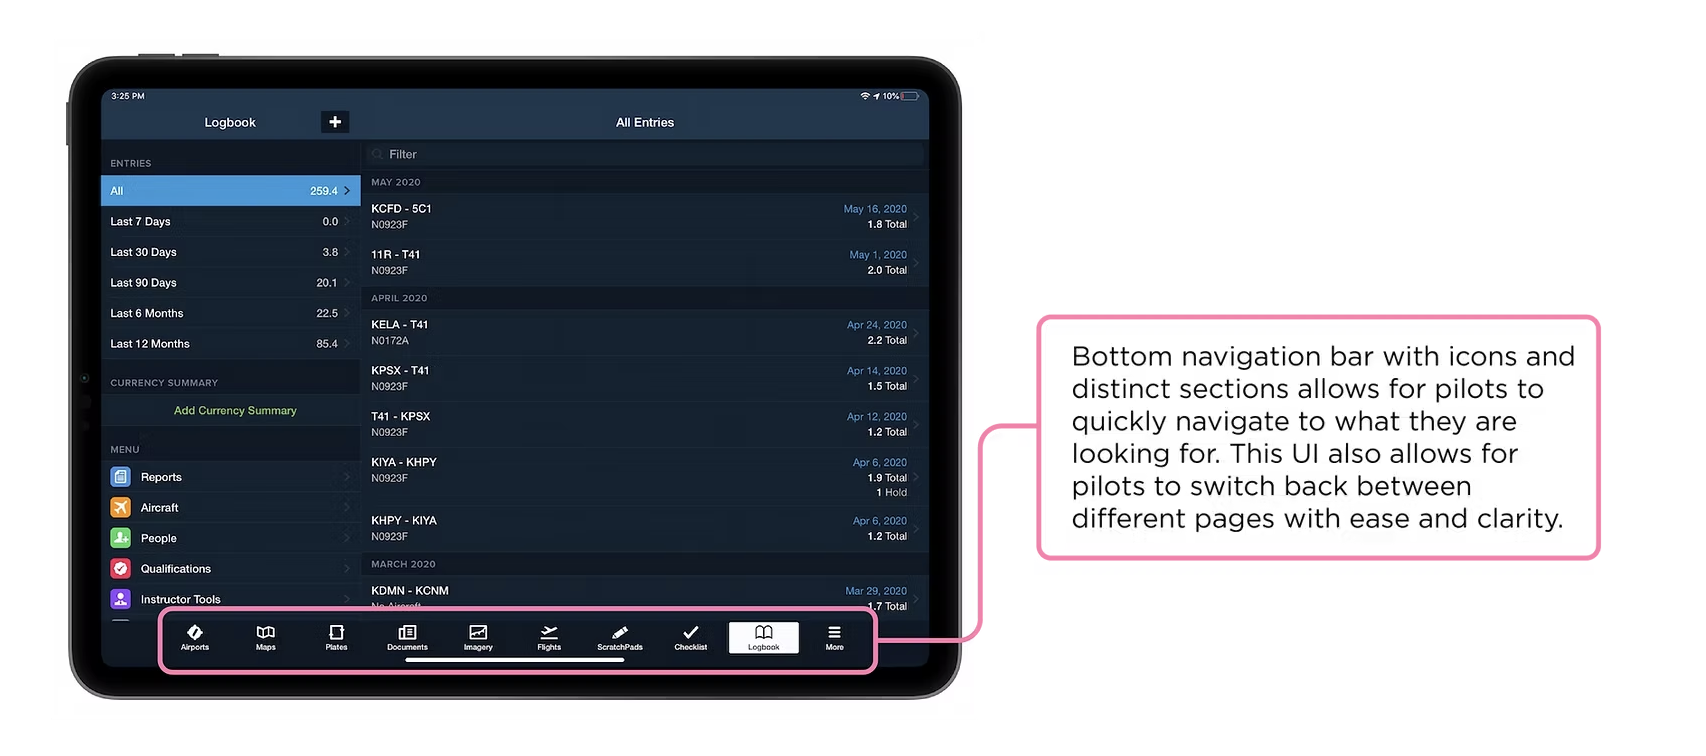 3:25 PM
10%
Logbook
+
All Entries
ENTRIES
All 259.4
Last 7 Days 0.0
Last 30 Days 3.8
Last 90 Days 20.1
Last 6 Months 22.5
Last 12 Months 85.4
CURRENCY SUMMARY
Add Currency Summary
MENU
Reports
Aircraft
People
Qualifications
Instructor Tools
Filter
MAY 2020
KCFD - 5C1 May 16, 2020
N0923F 1.8 Total
11R - T41 May 1, 2020
N0923F 2.0 Total
APRIL 2020
KELA - T41 Apr 24, 2020
N0172A 2.2 Total
KPSX - T41 Apr 14, 2020
N0923F 1.5 Total
T41 - KPSX Apr 12, 2020
N0923F 1.2 Total
KIYA - KHPY Apr 6, 2020
N0923F 1.9 Total
1 Hold
KHPY - KIYA Apr 6, 2020
N0923F 1.2 Total
MARCH 2020
KDMN - KCNM Mar 29, 2020
No Aircraft 1.7 Total
Airports Maps Plates Documents Imagery Flights ScratchPads Checklist Logbook More
Bottom navigation bar with icons and
distinct sections allows for pilots to
quickly navigate to what they are
looking for. This UI also allows for
pilots to switch back between
different pages with ease and clarity.